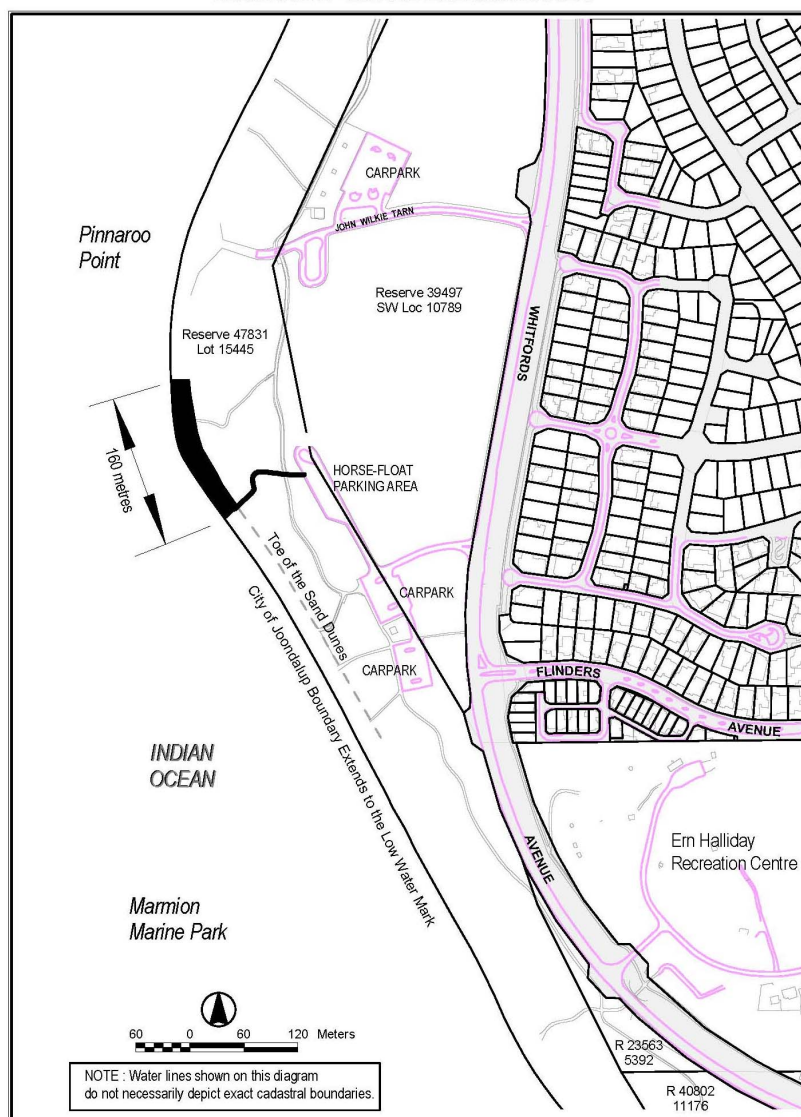 CARPARK
JOHN WILKIE TARN
Pinnaroo
Point
Reserve 39497
SW Loc 10789
WHITFORDS
Reserve 47831
Lot 15445
160 metres
HORSE-FLOAT
PARKING AREA
Toe of the Sand Dunes
CARPARK
CARPARK
FLINDERS
AVENUE
City of Joondalup Boundary Extends to the Low Water Mark
INDIAN
OCEAN
AVENUE
Ern Halliday
Recreation Centre
Marmion
Marine Park
60 0 60 120 Meters
R 23563
5392
NOTE : Water lines shown on this diagram
do not necessarily depict exact cadastral boundaries.
R 40802
11176